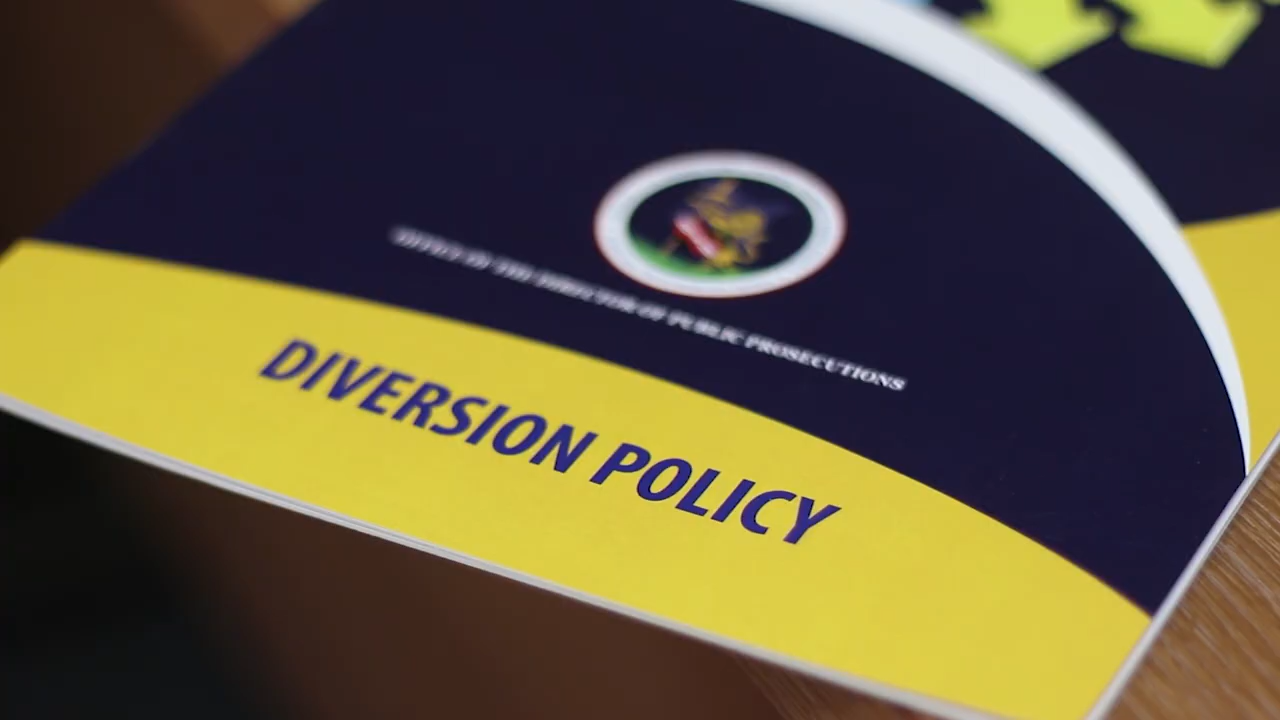 OFFICE OF THE DIRECTOR OF PUBLIC PROSECUTIONS
DIVERSION POLICY